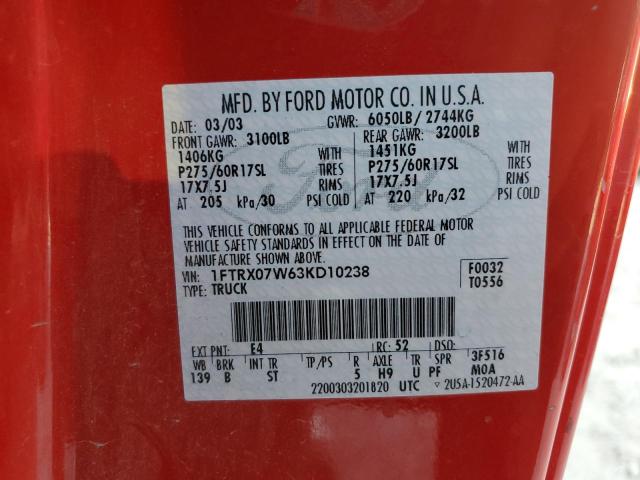 MFD. BY FORD MOTOR CO. IN U.S.A.
DATE: 03/03 GVWR: 6050LB/ 2744KG
FRONT GAWR: 3100LB REAR GAWR: 3200LB
1406KG WITH 1451KG WITH
P275/60R17SL TIRES P275/60R17SL TIRES
17X7.5J RIMS 17X7.5J RIMS
AT 205 kPa/30 PSI COLD AT 220 kPa/32 PSI COLD
Ford
THIS VEHICLE CONFORMS TO ALL APPLICABLE FEDERAL MOTOR
VEHICLE SAFETY STANDARDS IN EFFECT ON THE DATE OF
MANUFACTURE SHOWN ABOVE.
VIN: 1FTRX07W63KD10238 F0032
TYPE: TRUCK T0556
EXT PNT: E4 RC: 52 DSO:
WB BRK INT TR TP/PS R AXLE TR SPR 3F516
139 B ST 5 H9 U PF M0A
2200303201820 UTC ▽ 2U5A-1520472-AA